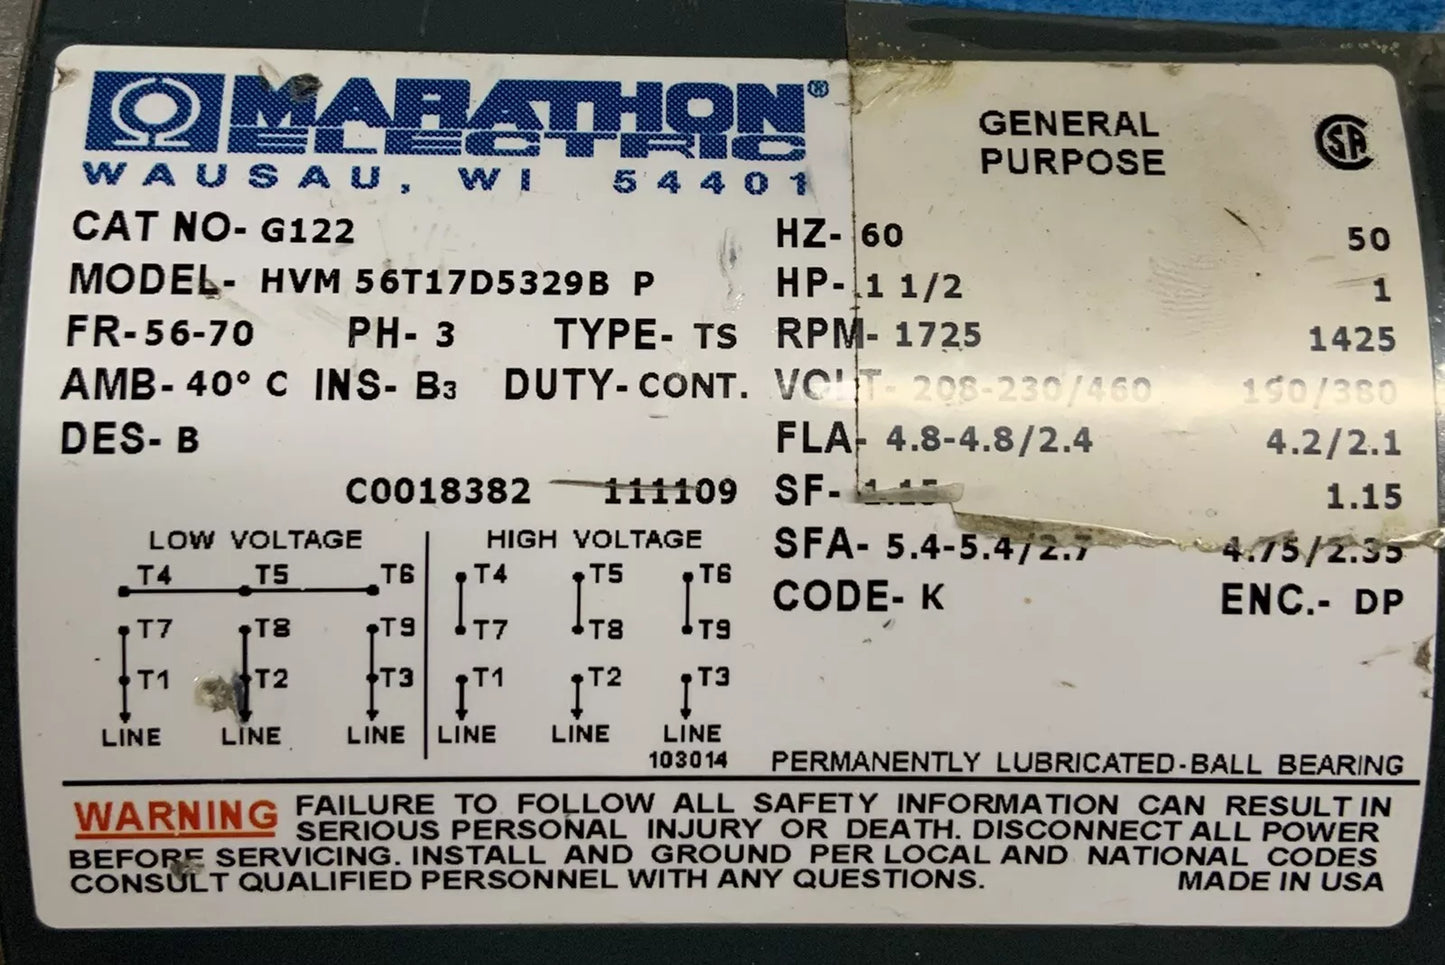 MARATHON®
ELECTRIC
WAUSAU, WI 54401
GENERAL
PURPOSE
SA
CAT NO- G122
MODEL- HVM 56T17D5329B P
FR-56-70 PH- 3 TYPE- TS
AMB- 40° C INS- B3 DUTY- CONT.
DES- B
C0018382 111109
HZ- 60 50
HP- 1 1/2 1
RPM- 1725 1425
VOLT- 208-230/460 190/380
FLA- 4.8-4.8/2.4 4.2/2.1
SF- 1.15 1.15
SFA- 5.4-5.4/2.7 4.75/2.35
CODE- K ENC.- DP
LOW VOLTAGE
T4 T5 T6
T7 T8 T9
T1 T2 T3
LINE LINE LINE
HIGH VOLTAGE
T4 T5 T6
T7 T8 T9
T1 T2 T3
LINE LINE LINE
103014
PERMANENTLY LUBRICATED-BALL BEARING
WARNING FAILURE TO FOLLOW ALL SAFETY INFORMATION CAN RESULT IN
SERIOUS PERSONAL INJURY OR DEATH. DISCONNECT ALL POWER
BEFORE SERVICING. INSTALL AND GROUND PER LOCAL AND NATIONAL CODES
CONSULT QUALIFIED PERSONNEL WITH ANY QUESTIONS. MADE IN USA